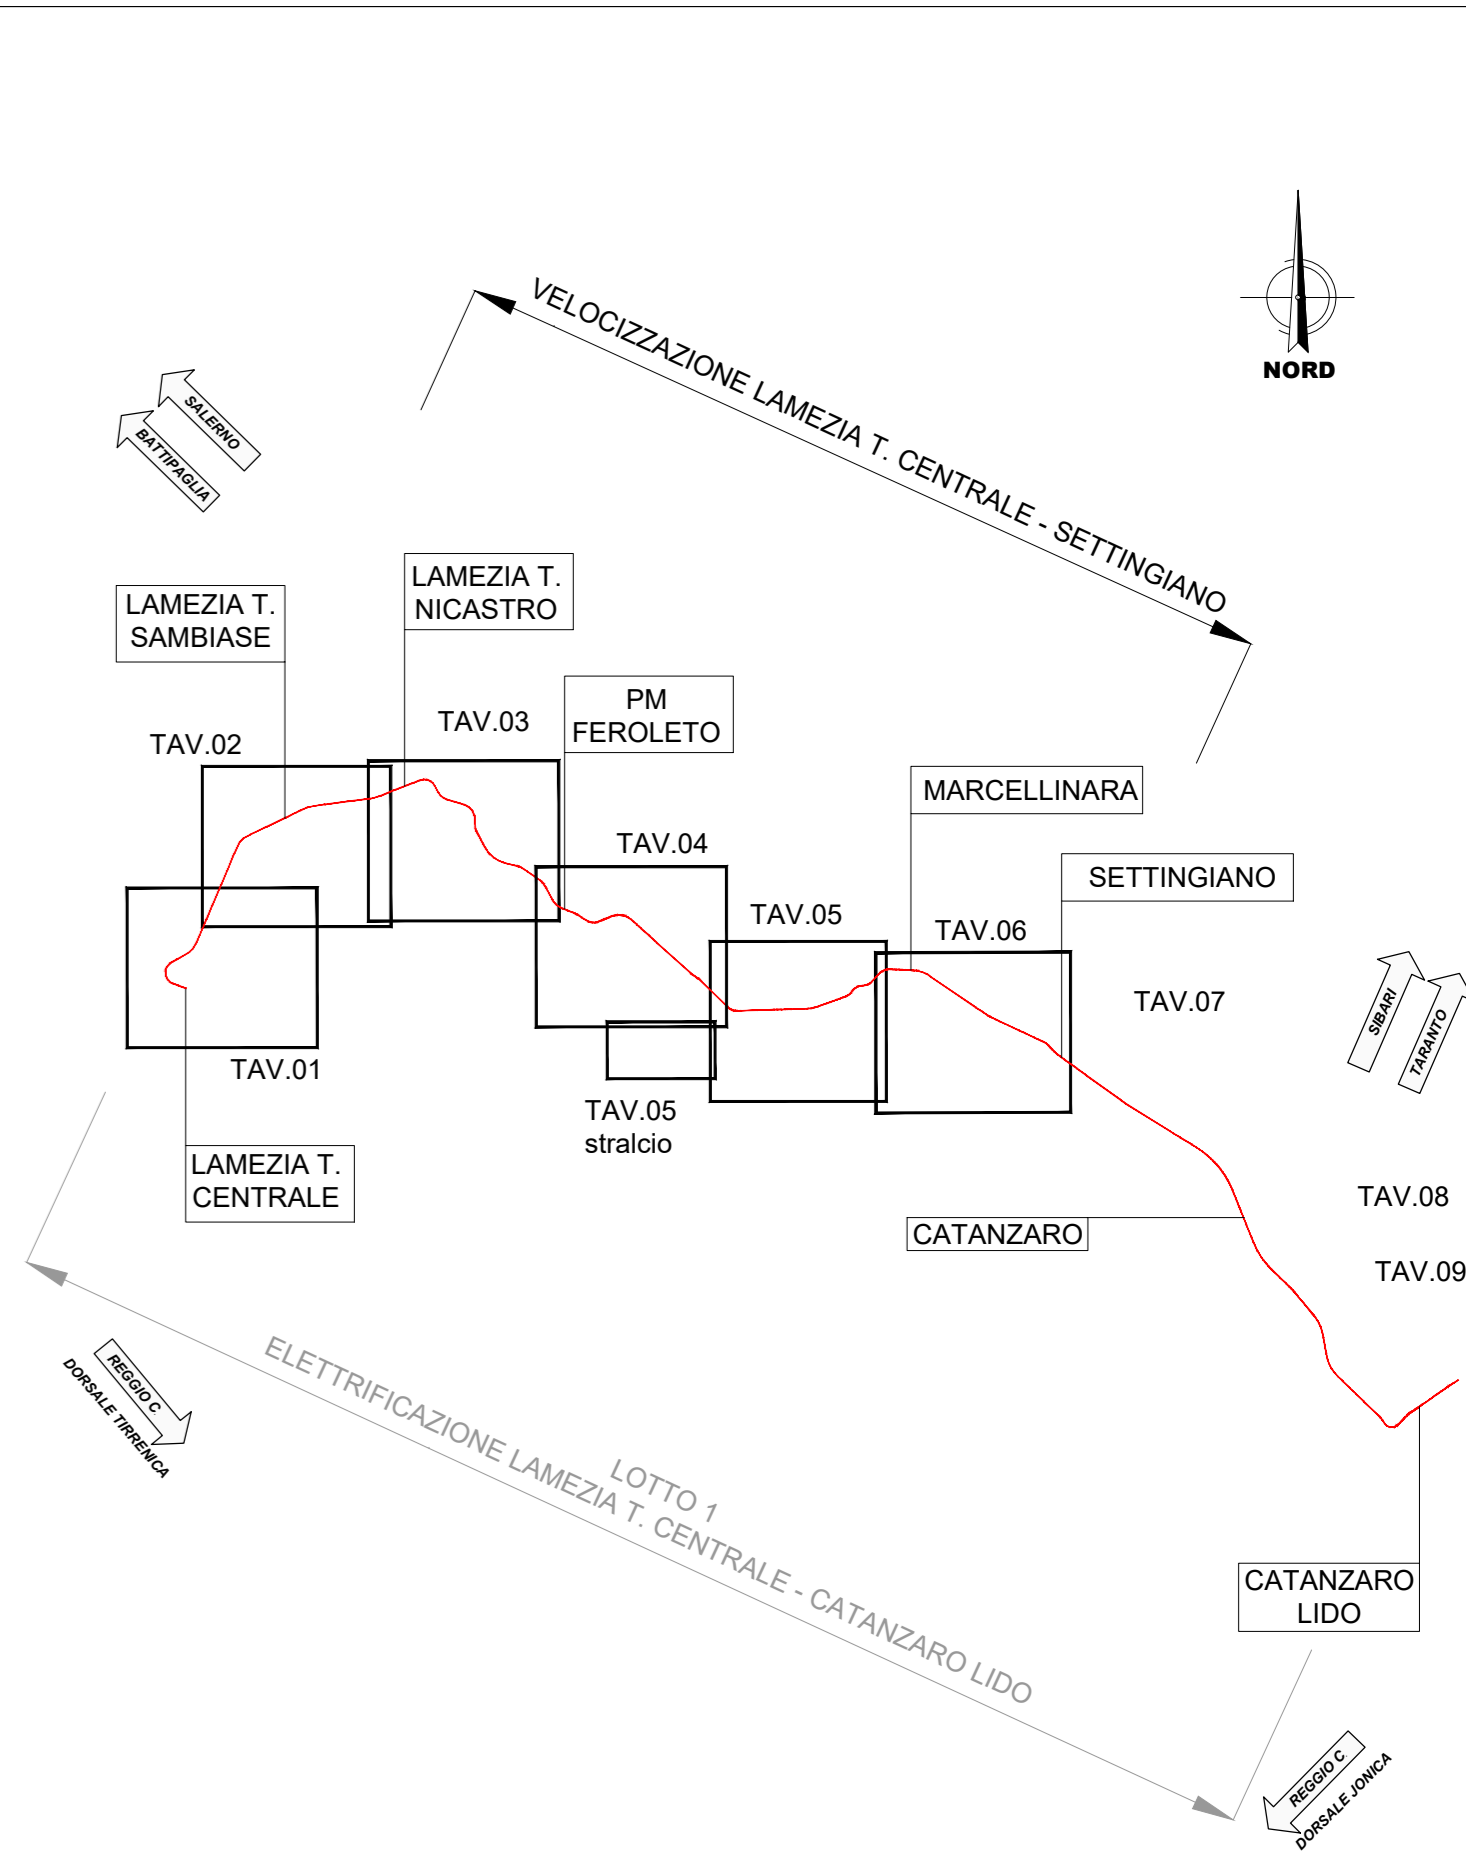 NORD
VELOCIZZAZIONE LAMEZIA T. CENTRALE - SETTINGIANO
SALERNO
BATTIPAGLIA
LAMEZIA T.
NICASTRO
LAMEZIA T.
SAMBIASE
PM
FEROLETO
TAV.03
TAV.02
MARCELLINARA
TAV.04
SETTINGIANO
TAV.05
TAV.06
TAV.07
SIBARI
TARANTO
TAV.01
TAV.05
stralcio
LAMEZIA T.
CENTRALE
TAV.08
CATANZARO
TAV.09
REGGIO C.
DORSALE TIRRENICA
LOTTO 1
ELETTRIFICAZIONE LAMEZIA T. CENTRALE - CATANZARO LIDO
CATANZARO
LIDO
REGGIO C.
DORSALE JONICA